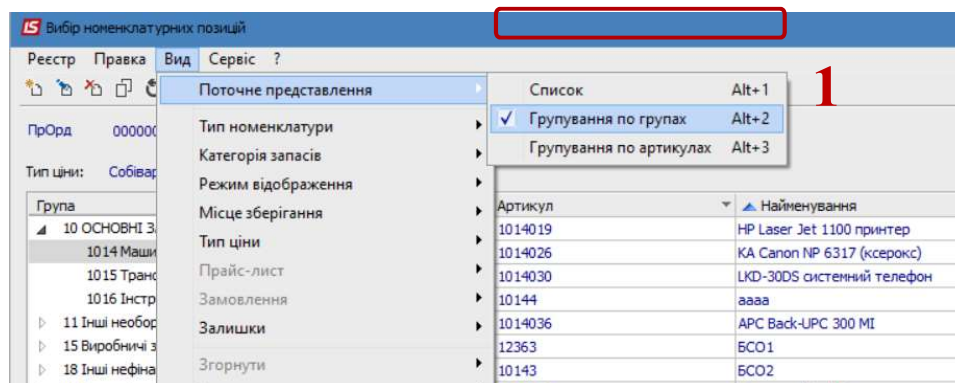 Вибір номенклатурних позицій
Реєстр Правка Вид Сервіс ?
Поточне представлення
Список Alt+1
1
Групування по групах Alt+2
Групування по артикулах Alt+3
ПрОрд
Тип номенклатури
Категорія запасів
Тип ціни:
Режим відображення
Місце зберігання
Тип ціни
Прайс-лист
Замовлення
Залишки
Згорнути
Група Артикул Найменування
10 ОСНОВНІ З 1014019 HP Laser Jet 1100 принтер
1014 Маши 1014026 КА Canon NP 6317 (ксерокс)
1015 Транс 1014030 LKD-30DS системний телефон
1016 Інстр 10144 аааа
11 Інші необор 1014036 APC Back-UPC 300 MI
15 Виробничі з 12363 БСО1
18 Інші нефіна 10143 БСО2